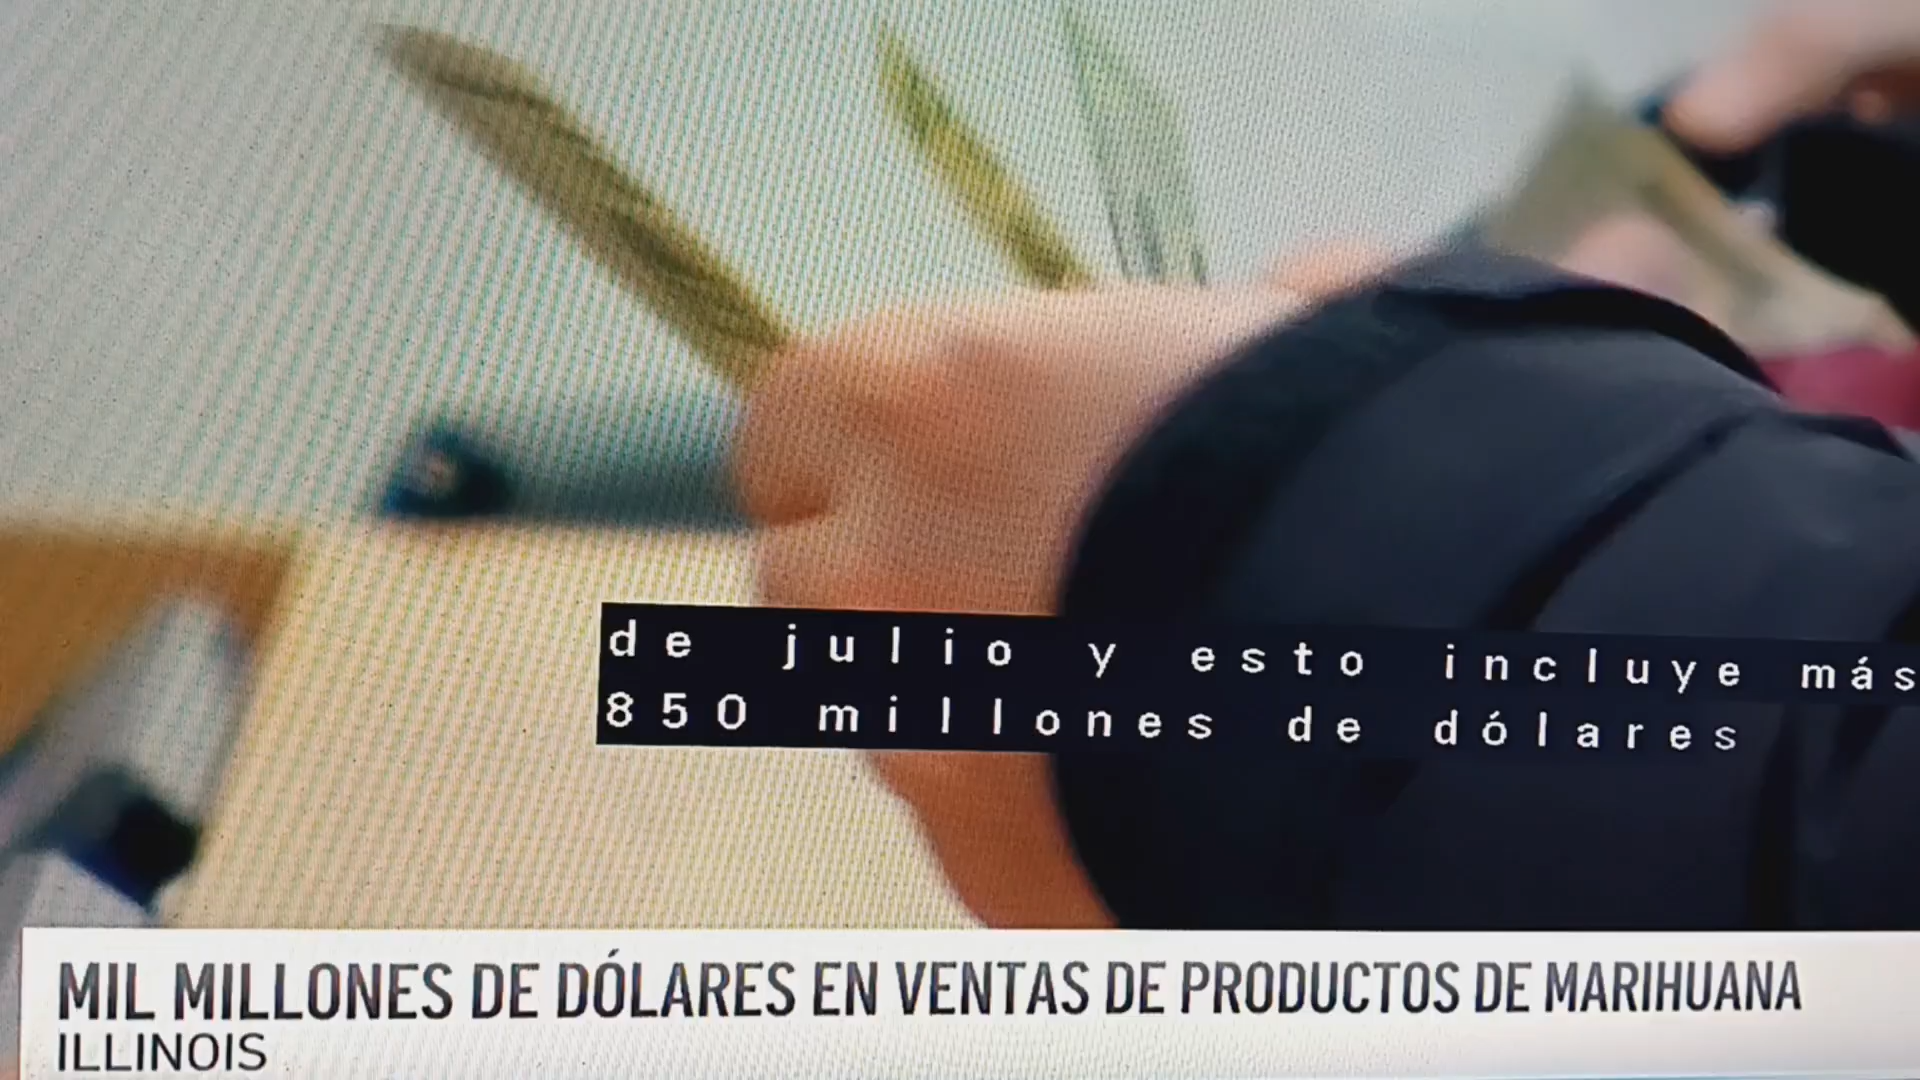 de julio y esto incluye más
850 millones de dólares
MIL MILLONES DE DÓLARES EN VENTAS DE PRODUCTOS DE MARIHUANA
ILLINOIS